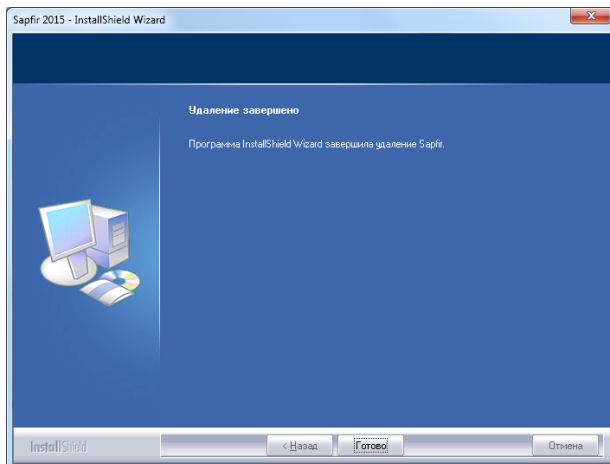 Sapfir 2015 - InstallShield Wizard
Удаление завершено
Программа InstallShield Wizard завершила удаление Sapfir.
InstallShield
< Назад
Готово
Отмена